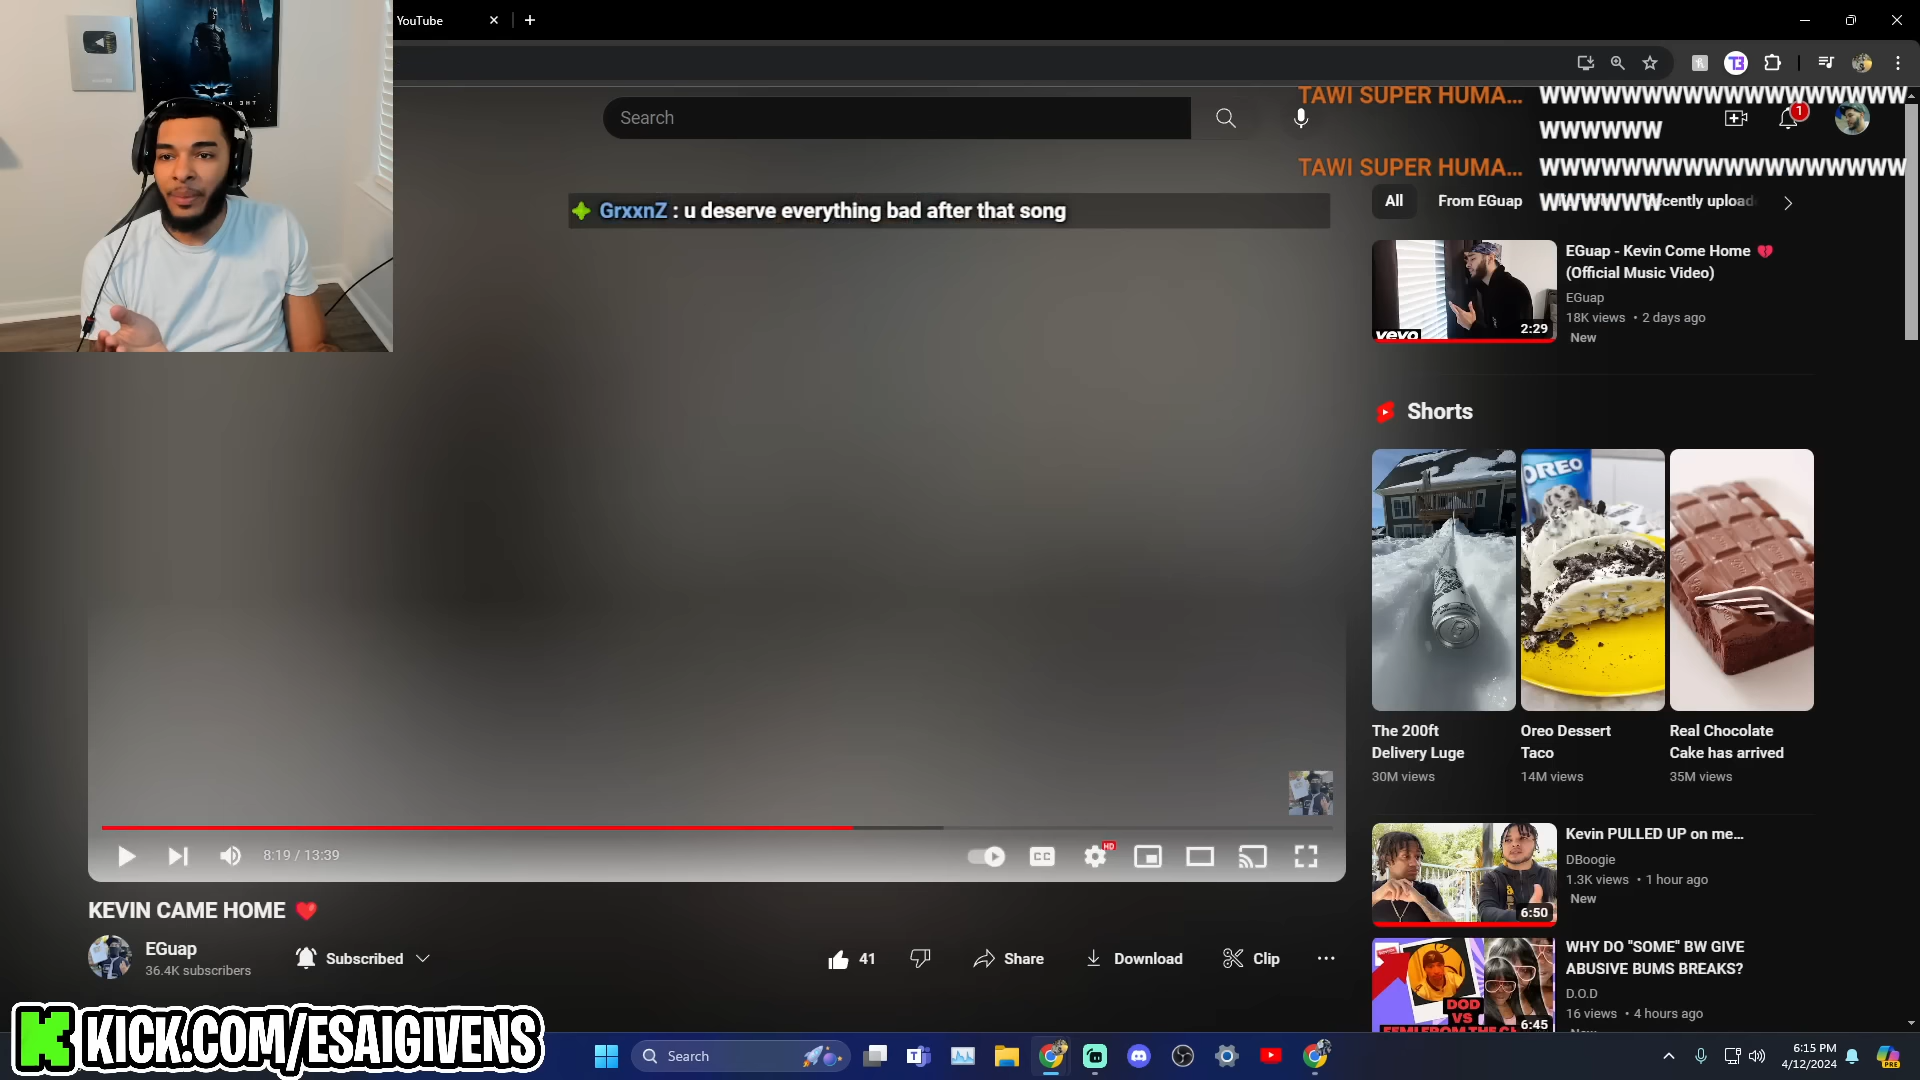 YouTube
Search
TAWI SUPER HUMA...
WWWWWWWWWWWWWWWWWW
WWWWWW
TAWI SUPER HUMA...
WWWWWWWWWWWWWWWWWW
WWWWWW
1
GrxxnZ : u deserve everything bad after that song
All
From EGuap
EGuap - Kevin Come Home 💔
(Official Music Video)
EGuap
18K views • 2 days ago
New
vevo
2:29
Shorts
OREO
The 200ft
Delivery Luge
30M views
Oreo Dessert
Taco
14M views
Real Chocolate
Cake has arrived
35M views
8:19 / 13:39
CC
HD
KEVIN CAME HOME ❤️
EGuap
36.4K subscribers
Subscribed
41
Share
Download
Clip
Kevin PULLED UP on me...
DBoogie
1.3K views • 1 hour ago
New
6:50
WHY DO "SOME" BW GIVE
ABUSIVE BUMS BREAKS?
D.O.D
16 views • 4 hours ago
DOD
VS
6:45
K KICK.COM/ESAIGIVENS
Search
6:15 PM
4/12/2024
PRE